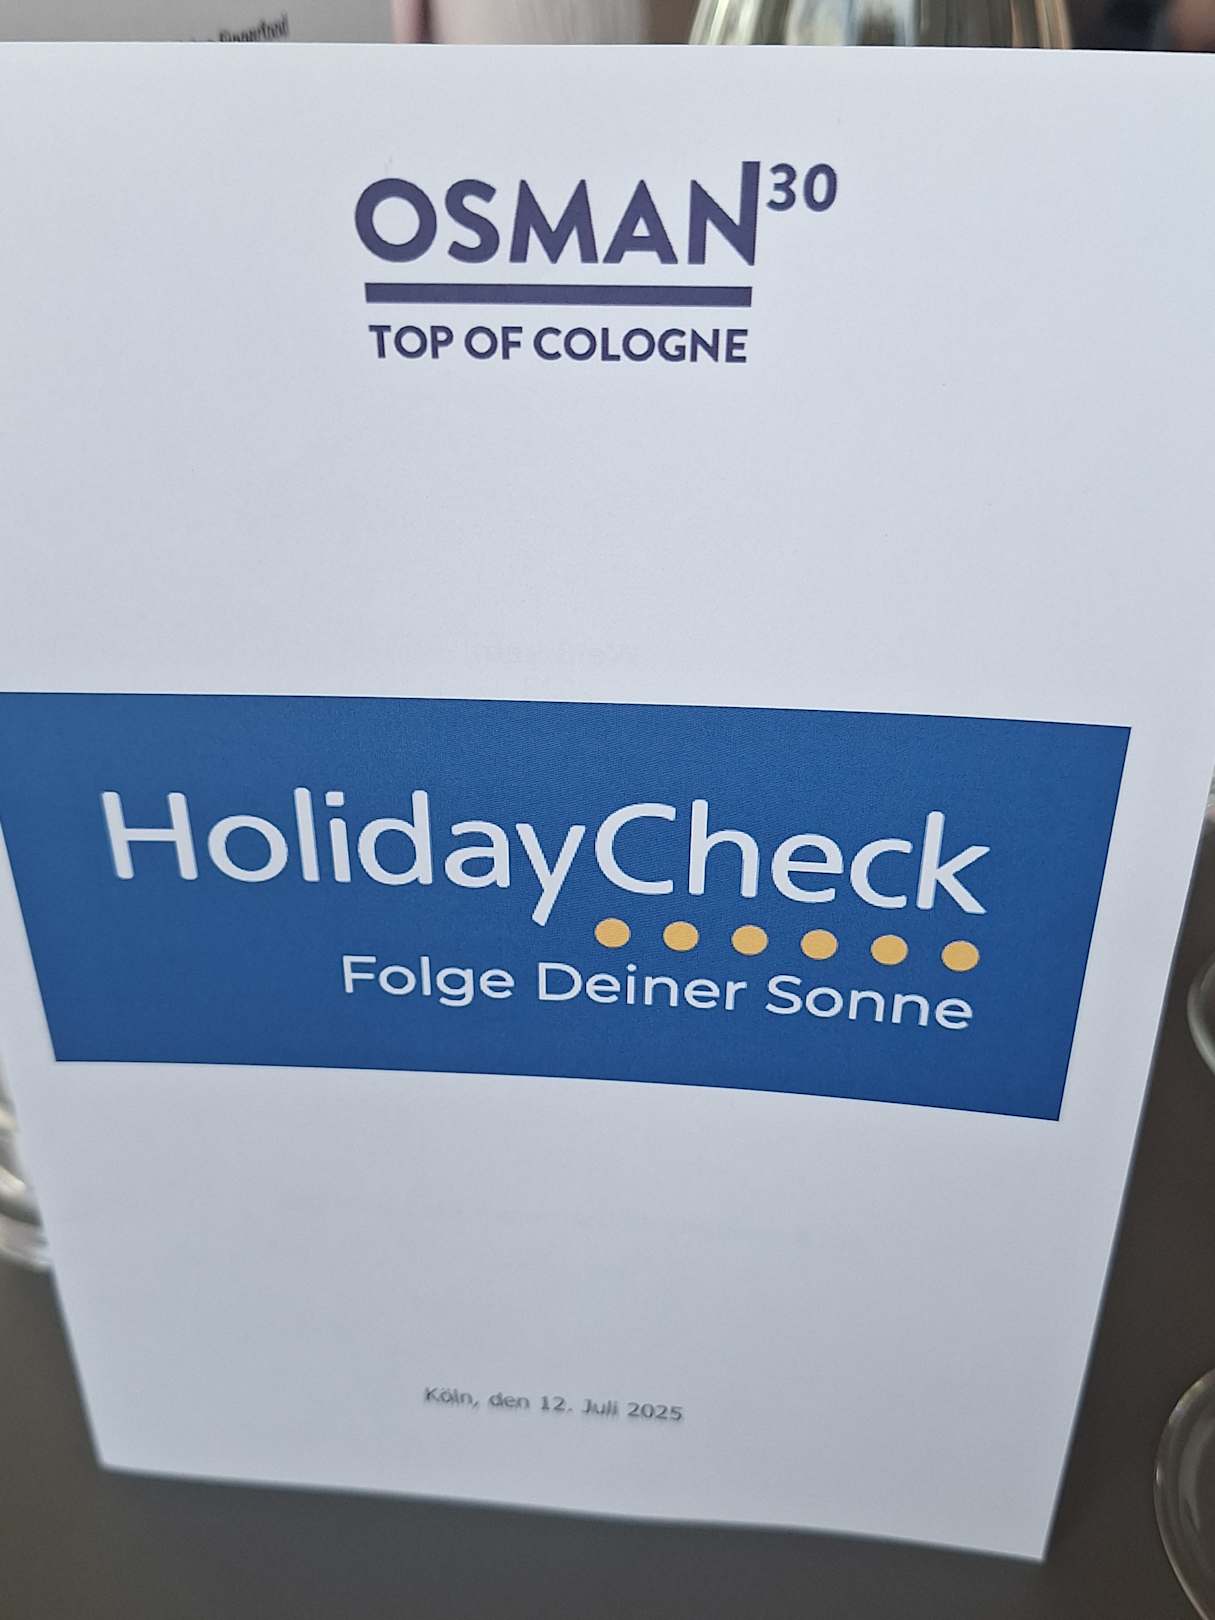 OSMAN30
TOP OF COLOGNE
HolidayCheck
Folge Deiner Sonne
Köln, den 12. Juli 2025